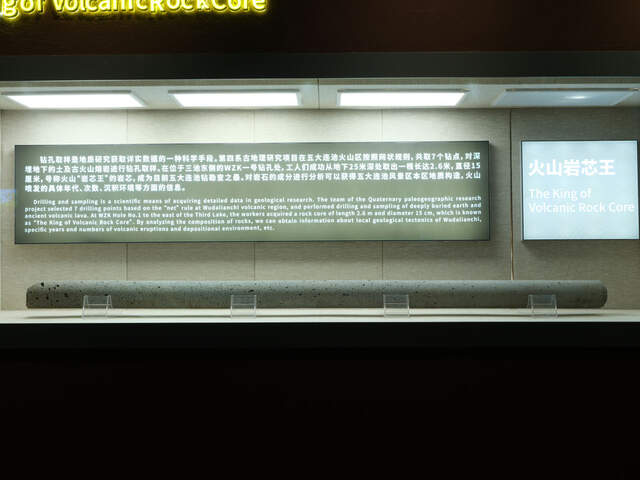 g of Volcanic Rock Core
钻孔取样是地质研究获取详实数据的一种科学手段。第四系古地理研究项目在五大连池火山区按照网状规则，共取7个钻点，对深
埋地下的土及古火山熔岩进行钻孔取样。在位于三池东侧的WZK一号钻孔处，工人们成功从地下25米深处取出一根长达2.6米，直径15
厘米，号称火山“岩芯王”的岩芯，成为目前五大连池勘查之最。对岩石的成分进行分析可以获得五大连池风景区本区地质构造，火山
喷发的具体年代、次数、沉积环境等方面的信息。
Drilling and sampling is a scientific means of acquiring detailed data in geological research. The team of the Quaternary paleogeographic research
project selected 7 drilling points based on the "net" rule at Wudalianchi volcanic region, and performed drilling and sampling of deeply buried earth and
ancient volcanic lava. At WZK Hole No.1 to the east of the Third Lake, the workers acquired a rock core of length 2.6 m and diameter 15 cm, which is known
as "The King of Volcanic Rock Core". By analyzing the composition of rocks, we can obtain information about local geological tectonics of Wudalianchi,
specific years and numbers of volcanic eruptions and depositional environment, etc.
火山岩芯王
The King of
Volcanic Rock Core